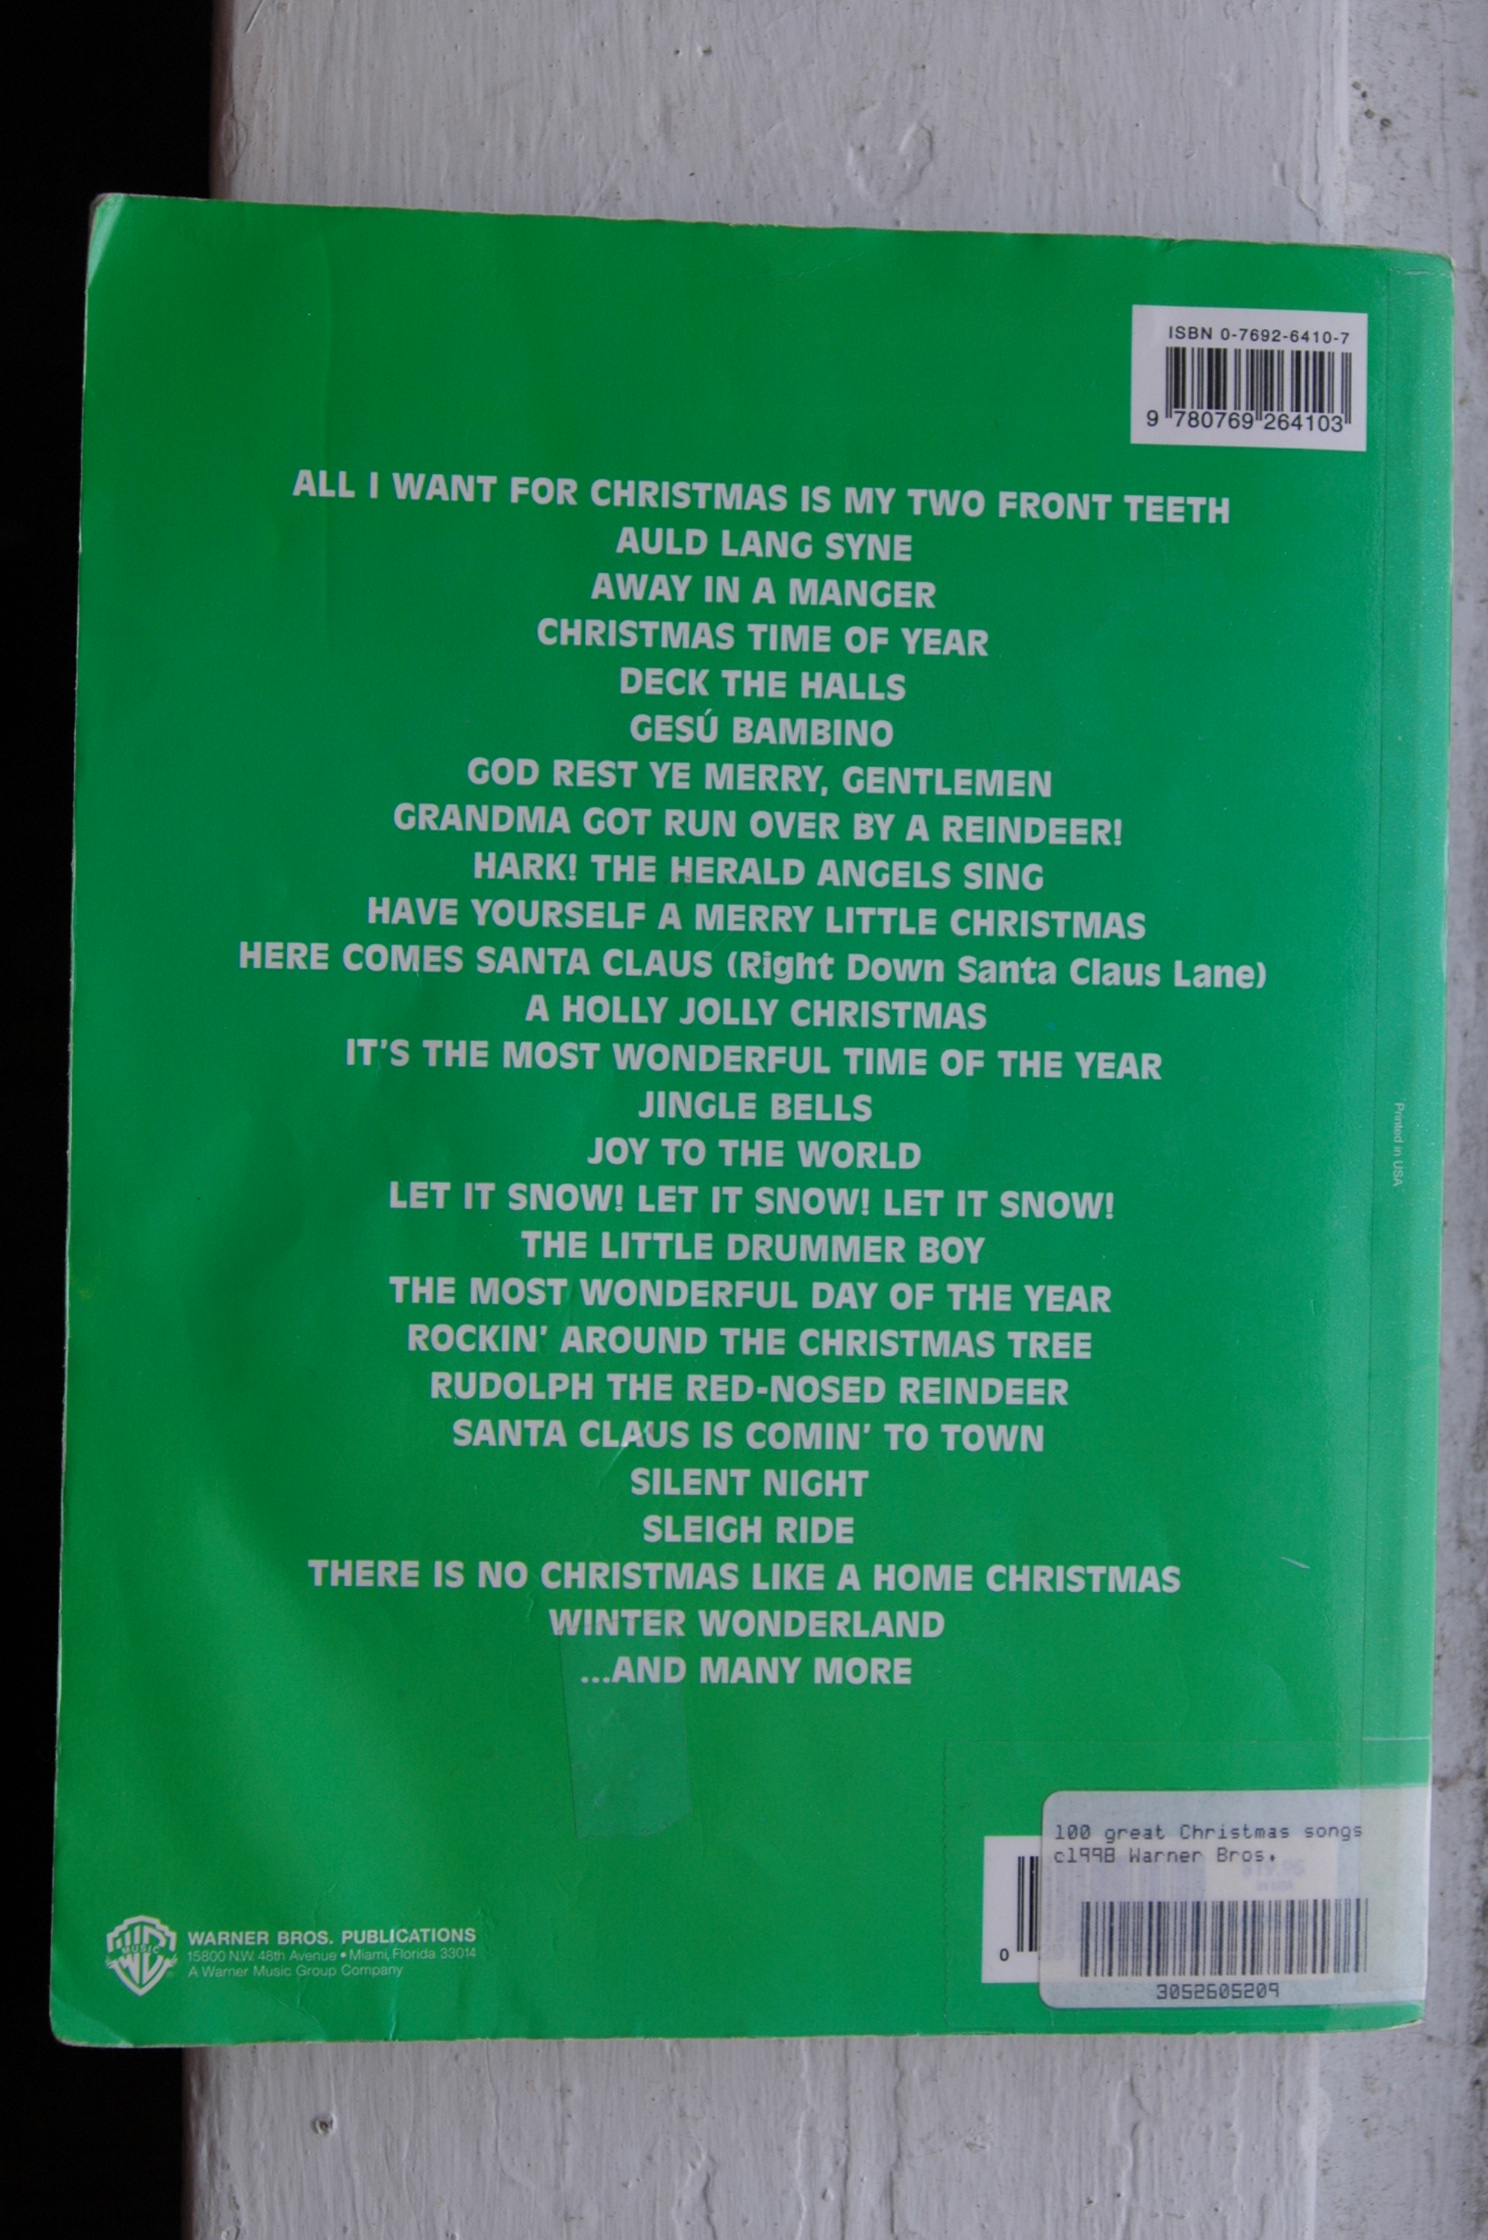 ISBN 0-7692-6410-7
9 780769 264103
ALL I WANT FOR CHRISTMAS IS MY TWO FRONT TEETH
AULD LANG SYNE
AWAY IN A MANGER
CHRISTMAS TIME OF YEAR
DECK THE HALLS
GESÚ BAMBINO
GOD REST YE MERRY, GENTLEMEN
GRANDMA GOT RUN OVER BY A REINDEER!
HARK! THE HERALD ANGELS SING
HAVE YOURSELF A MERRY LITTLE CHRISTMAS
HERE COMES SANTA CLAUS (Right Down Santa Claus Lane)
A HOLLY JOLLY CHRISTMAS
IT'S THE MOST WONDERFUL TIME OF THE YEAR
JINGLE BELLS
JOY TO THE WORLD
LET IT SNOW! LET IT SNOW! LET IT SNOW!
THE LITTLE DRUMMER BOY
THE MOST WONDERFUL DAY OF THE YEAR
ROCKIN' AROUND THE CHRISTMAS TREE
RUDOLPH THE RED-NOSED REINDEER
SANTA CLAUS IS COMIN' TO TOWN
SILENT NIGHT
SLEIGH RIDE
THERE IS NO CHRISTMAS LIKE A HOME CHRISTMAS
WINTER WONDERLAND
...AND MANY MORE
Printed in USA
100 great Christmas songs
c1998 Warner Bros.
0
3052605209
WB MUSIC
WARNER BROS. PUBLICATIONS
15800 N.W. 48th Avenue • Miami, Florida 33014
A Warner Music Group Company